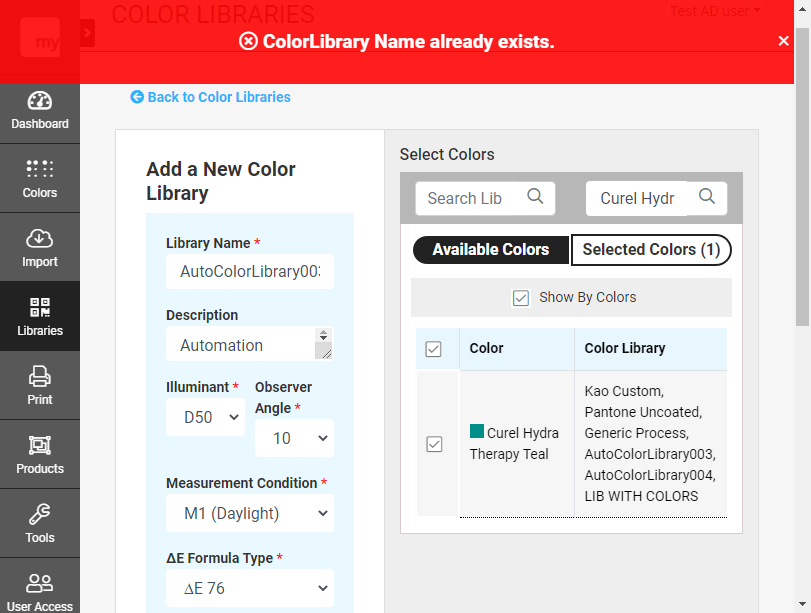 COLOR LIBRARIES
Test AD user
my
ColorLibrary Name already exists.
Back to Color Libraries
Dashboard
Colors
Import
Libraries
Print
Products
Tools
User Access
Add a New Color
Library
Library Name *
AutoColorLibrary003
Description
Automation
Illuminant *
D50
Observer
Angle *
10
Measurement Condition *
M1 (Daylight)
ΔE Formula Type *
ΔE 76
Select Colors
Search Lib
Curel Hydr
Available Colors
Selected Colors (1)
Show By Colors
Color
Color Library
Curel Hydra
Therapy Teal
Kao Custom,
Pantone Uncoated,
Generic Process,
AutoColorLibrary003,
AutoColorLibrary004,
LIB WITH COLORS